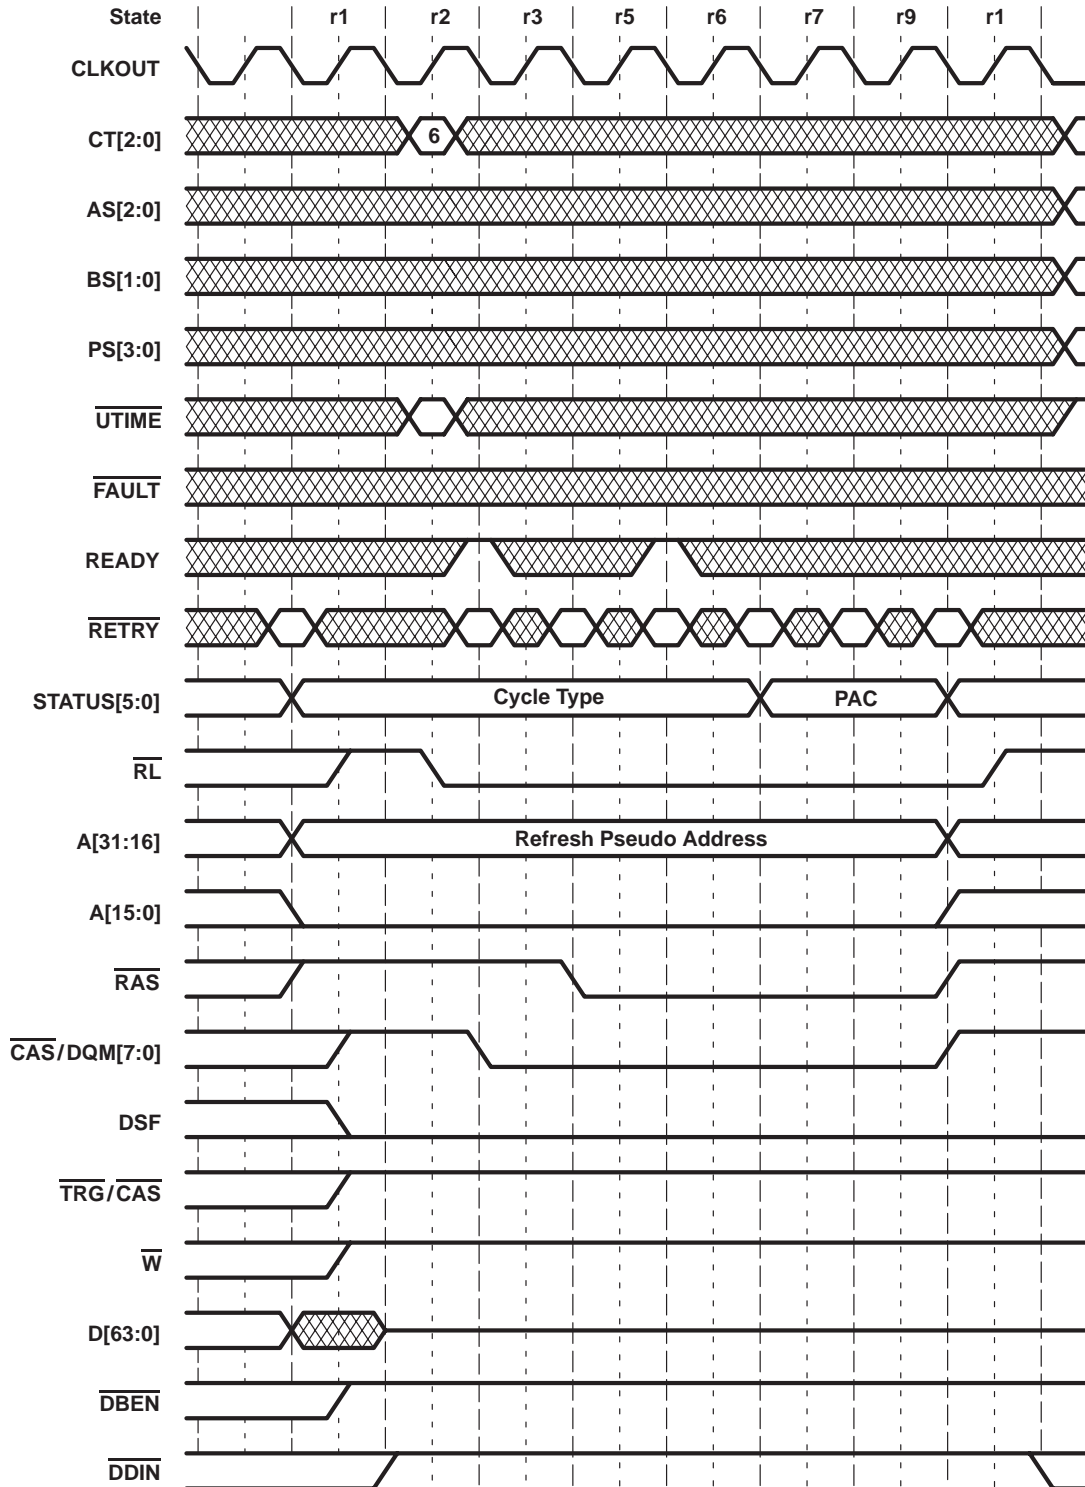 State r1 r2 r3 r5 r6 r7 r9 r1
CLKOUT
CT[2:0] 6
AS[2:0]
BS[1:0]
PS[3:0]
UTIME
FAULT
READY
RETRY
STATUS[5:0] Cycle Type PAC
RL
A[31:16] Refresh Pseudo Address
A[15:0]
RAS
CAS/DQM[7:0]
DSF
TRG/CAS
W
D[63:0]
DBEN
DDIN